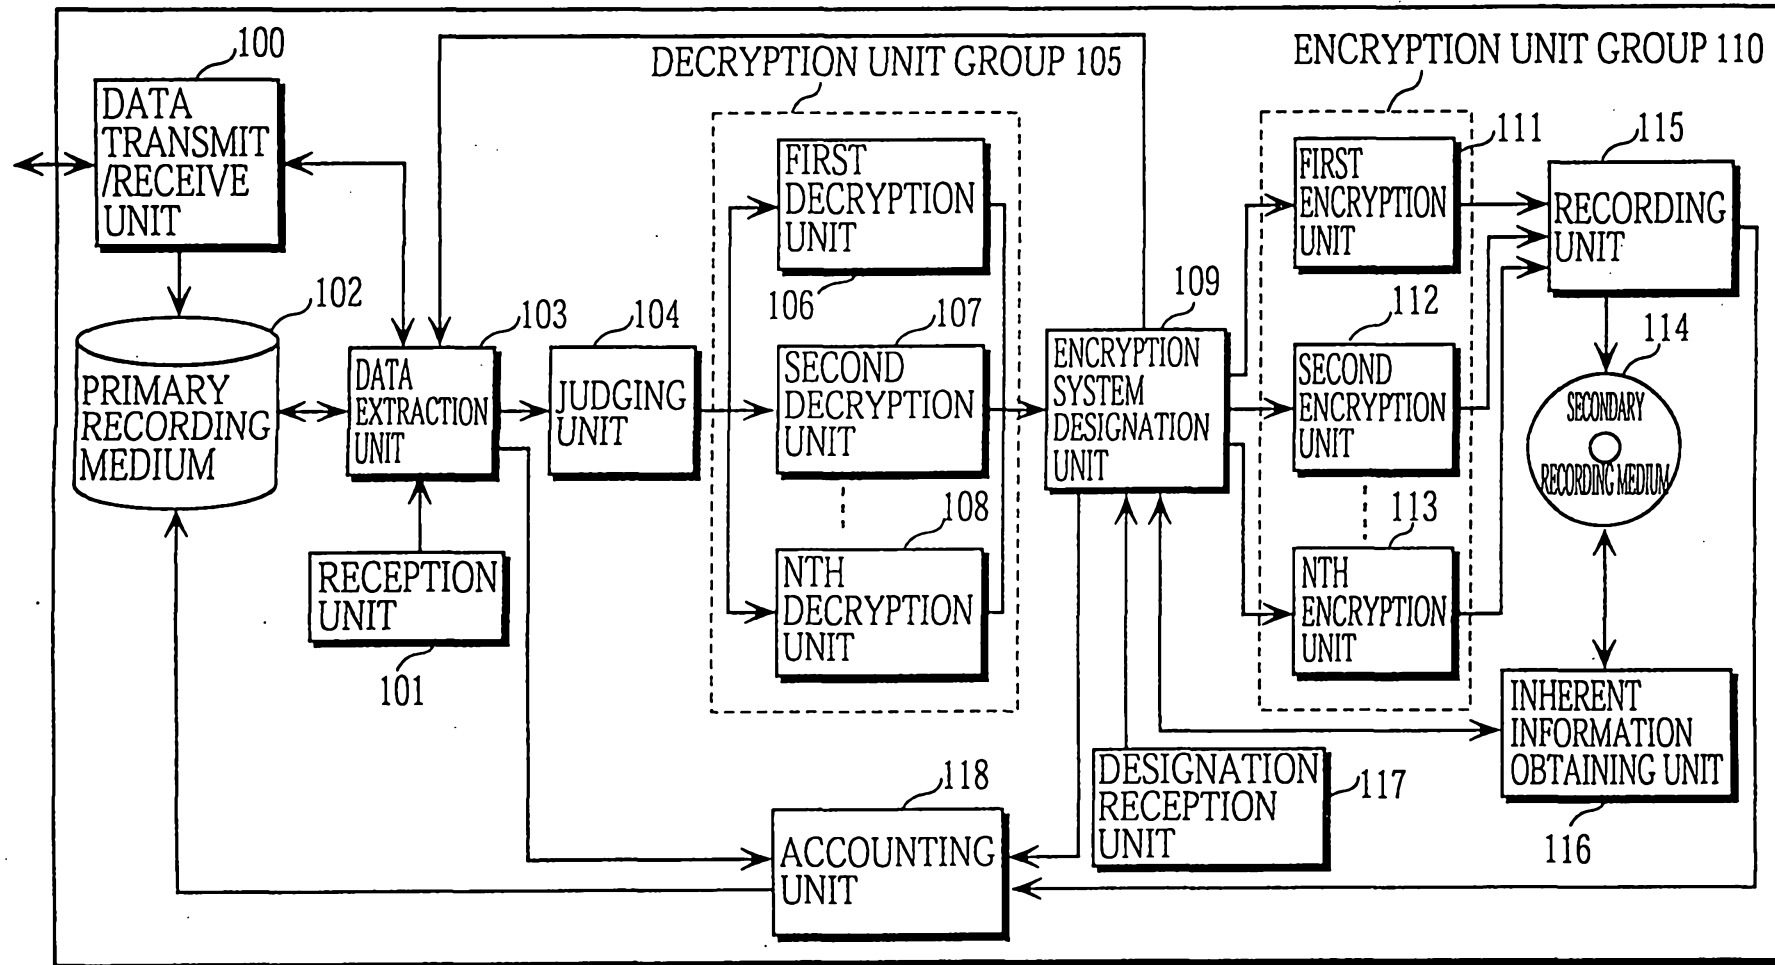 100
DATA
TRANSMIT
/RECEIVE
UNIT
102
PRIMARY
RECORDING
MEDIUM
103
DATA
EXTRACTION
UNIT
RECEPTION
UNIT
101
104
JUDGING
UNIT
DECRYPTION UNIT GROUP 105
FIRST
DECRYPTION
UNIT
106
107
SECOND
DECRYPTION
UNIT
108
NTH
DECRYPTION
UNIT
109
ENCRYPTION
SYSTEM
DESIGNATION
UNIT
ENCRYPTION UNIT GROUP 110
111
FIRST
ENCRYPTION
UNIT
112
SECOND
ENCRYPTION
UNIT
113
NTH
ENCRYPTION
UNIT
115
RECORDING
UNIT
114
SECONDARY
RECORDING MEDIUM
INHERENT
INFORMATION
OBTAINING UNIT
116
DESIGNATION
RECEPTION
UNIT
117
118
ACCOUNTING
UNIT